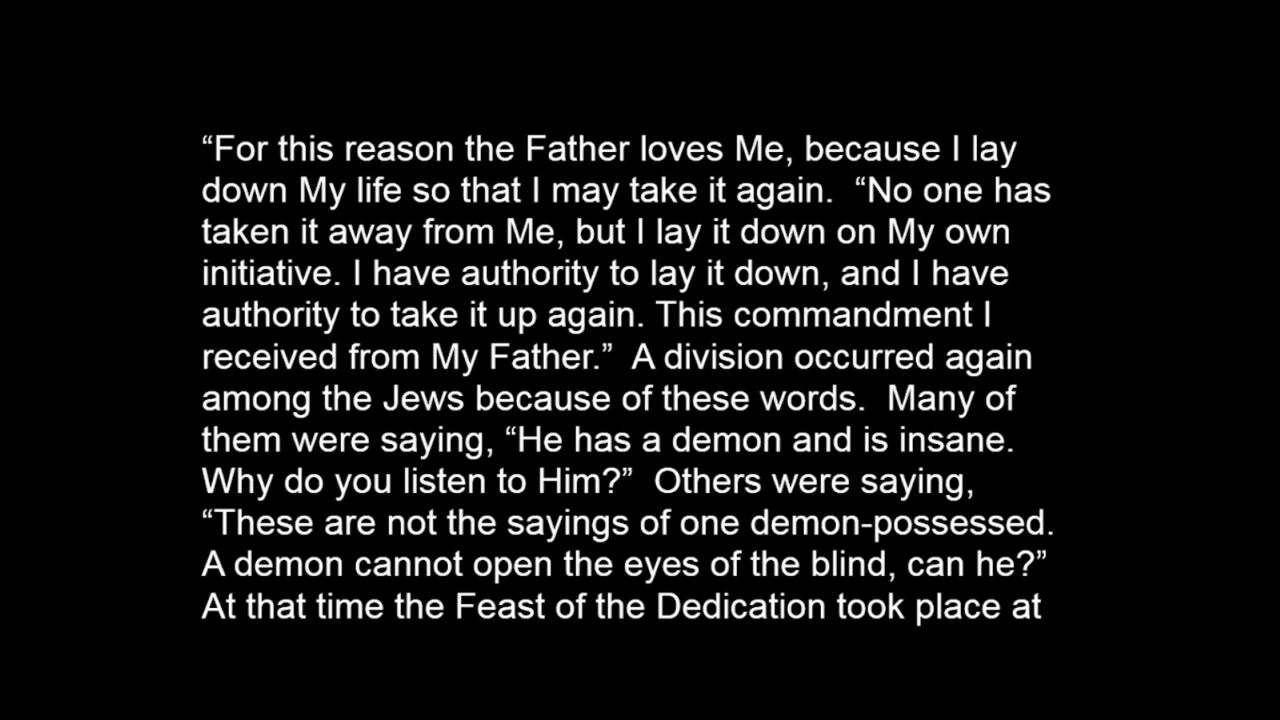 “For this reason the Father loves Me, because I lay
down My life so that I may take it again.  “No one has
taken it away from Me, but I lay it down on My own
initiative. I have authority to lay it down, and I have
authority to take it up again. This commandment I
received from My Father.”  A division occurred again
among the Jews because of these words.  Many of
them were saying, “He has a demon and is insane.
Why do you listen to Him?”  Others were saying,
“These are not the sayings of one demon-possessed.
A demon cannot open the eyes of the blind, can he?”
At that time the Feast of the Dedication took place at